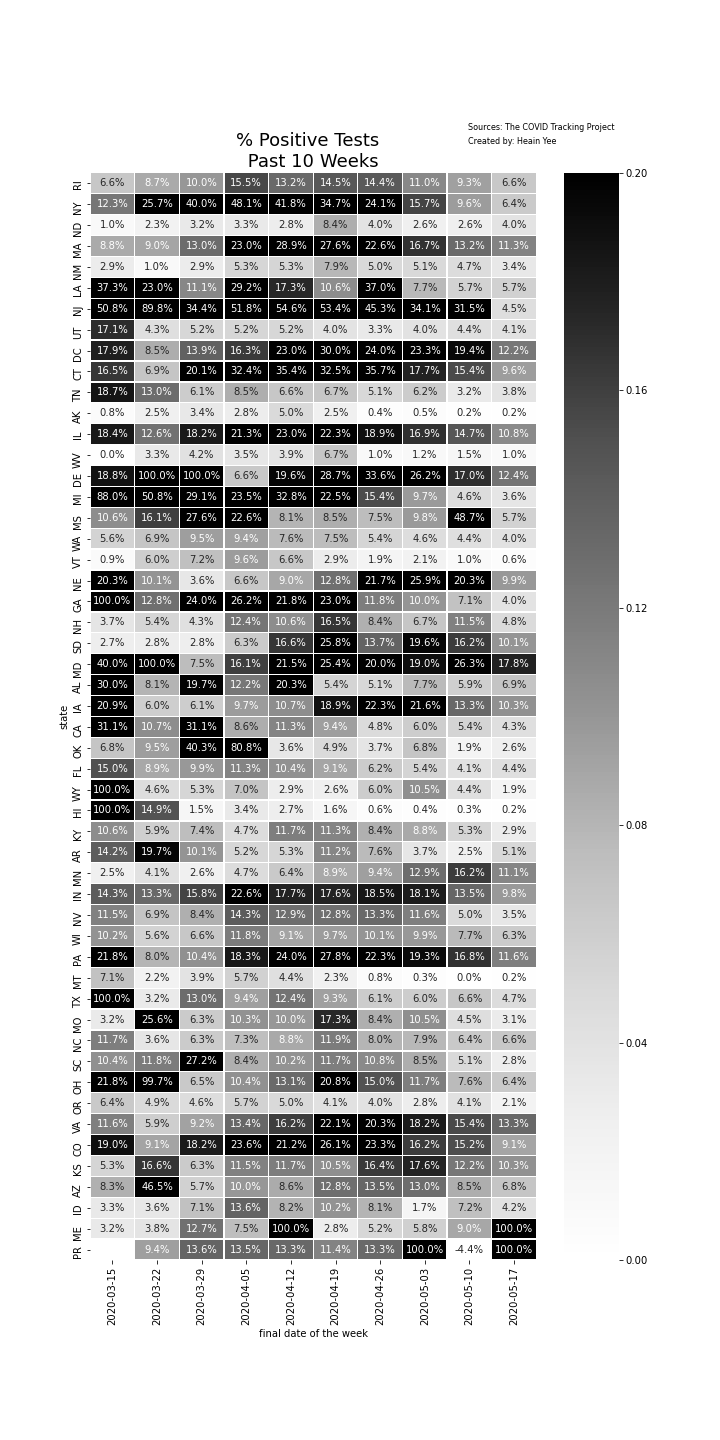 Sources: The COVID Tracking Project
Created by: Heain Yee
% Positive Tests
Past 10 Weeks
RI 6.6% 8.7% 10.0% 15.5% 13.2% 14.5% 14.4% 11.0% 9.3% 6.6%
NY 12.3% 25.7% 40.0% 48.1% 41.8% 34.7% 24.1% 15.7% 9.6% 6.4%
ND 1.0% 2.3% 3.2% 3.3% 2.8% 8.4% 4.0% 2.6% 2.6% 4.0%
MA 8.8% 9.0% 13.0% 23.0% 28.9% 27.6% 22.6% 16.7% 13.2% 11.3%
NM 2.9% 1.0% 2.9% 5.3% 5.3% 7.9% 5.0% 5.1% 4.7% 3.4%
LA 37.3% 23.0% 11.1% 29.2% 17.3% 10.6% 37.0% 7.7% 5.7% 5.7%
NJ 50.8% 89.8% 34.4% 51.8% 54.6% 53.4% 45.3% 34.1% 31.5% 4.5%
UT 17.1% 4.3% 5.2% 5.2% 5.2% 4.0% 3.3% 4.0% 4.4% 4.1%
DC 17.9% 8.5% 13.9% 16.3% 23.0% 30.0% 24.0% 23.3% 19.4% 12.2%
CT 16.5% 6.9% 20.1% 32.4% 35.4% 32.5% 35.7% 17.7% 15.4% 9.6%
TN 18.7% 13.0% 6.1% 8.5% 6.6% 6.7% 5.1% 6.2% 3.2% 3.8%
AK 0.8% 2.5% 3.4% 2.8% 5.0% 2.5% 0.4% 0.5% 0.2% 0.2%
IL 18.4% 12.6% 18.2% 21.3% 23.0% 22.3% 18.9% 16.9% 14.7% 10.8%
WV 0.0% 3.3% 4.2% 3.5% 3.9% 6.7% 1.0% 1.2% 1.5% 1.0%
DE 18.8% 100.0% 100.0% 6.6% 19.6% 28.7% 33.6% 26.2% 17.0% 12.4%
MI 88.0% 50.8% 29.1% 23.5% 32.8% 22.5% 15.4% 9.7% 4.6% 3.6%
MS 10.6% 16.1% 27.6% 22.6% 8.1% 8.5% 7.5% 9.8% 48.7% 5.7%
WA 5.6% 6.9% 9.5% 9.4% 7.6% 7.5% 5.4% 4.6% 4.4% 4.0%
VT 0.9% 6.0% 7.2% 9.6% 6.6% 2.9% 1.9% 2.1% 1.0% 0.6%
NE 20.3% 10.1% 3.6% 6.6% 9.0% 12.8% 21.7% 25.9% 20.3% 9.9%
GA 100.0% 12.8% 24.0% 26.2% 21.8% 23.0% 11.8% 10.0% 7.1% 4.0%
NH 3.7% 5.4% 4.3% 12.4% 10.6% 16.5% 8.4% 6.7% 11.5% 4.8%
SD 2.7% 2.8% 2.8% 6.3% 16.6% 25.8% 13.7% 19.6% 16.2% 10.1%
MD 40.0% 100.0% 7.5% 16.1% 21.5% 25.4% 20.0% 19.0% 26.3% 17.8%
AL 30.0% 8.1% 19.7% 12.2% 20.3% 5.4% 5.1% 7.7% 5.9% 6.9%
IA 20.9% 6.0% 6.1% 9.7% 10.7% 18.9% 22.3% 21.6% 13.3% 10.3%
state
CA 31.1% 10.7% 31.1% 8.6% 11.3% 9.4% 4.8% 6.0% 5.4% 4.3%
OK 6.8% 9.5% 40.3% 80.8% 3.6% 4.9% 3.7% 6.8% 1.9% 2.6%
FL 15.0% 8.9% 9.9% 11.3% 10.4% 9.1% 6.2% 5.4% 4.1% 4.4%
WY 100.0% 4.6% 5.3% 7.0% 2.9% 2.6% 6.0% 10.5% 4.4% 1.9%
HI 100.0% 14.9% 1.5% 3.4% 2.7% 1.6% 0.6% 0.4% 0.3% 0.2%
KY 10.6% 5.9% 7.4% 4.7% 11.7% 11.3% 8.4% 8.8% 5.3% 2.9%
AR 14.2% 19.7% 10.1% 5.2% 5.3% 11.2% 7.6% 3.7% 2.5% 5.1%
MN 2.5% 4.1% 2.6% 4.7% 6.4% 8.9% 9.4% 12.9% 16.2% 11.1%
IN 14.3% 13.3% 15.8% 22.6% 17.7% 17.6% 18.5% 18.1% 13.5% 9.8%
NV 11.5% 6.9% 8.4% 14.3% 12.9% 12.8% 13.3% 11.6% 5.0% 3.5%
WI 10.2% 5.6% 6.6% 11.8% 9.1% 9.7% 10.1% 9.9% 7.7% 6.3%
PA 21.8% 8.0% 10.4% 18.3% 24.0% 27.8% 22.3% 19.3% 16.8% 11.6%
MT 7.1% 2.2% 3.9% 5.7% 4.4% 2.3% 0.8% 0.3% 0.0% 0.2%
TX 100.0% 3.2% 13.0% 9.4% 12.4% 9.3% 6.1% 6.0% 6.6% 4.7%
MO 3.2% 25.6% 6.3% 10.3% 10.0% 17.3% 8.4% 10.5% 4.5% 3.1%
NC 11.7% 3.6% 6.3% 7.3% 8.8% 11.9% 8.0% 7.9% 6.4% 6.6%
SC 10.4% 11.8% 27.2% 8.4% 10.2% 11.7% 10.8% 8.5% 5.1% 2.8%
OH 21.8% 99.7% 6.5% 10.4% 13.1% 20.8% 15.0% 11.7% 7.6% 6.4%
OR 6.4% 4.9% 4.6% 5.7% 5.0% 4.1% 4.0% 2.8% 4.1% 2.1%
VA 11.6% 5.9% 9.2% 13.4% 16.2% 22.1% 20.3% 18.2% 15.4% 13.3%
CO 19.0% 9.1% 18.2% 23.6% 21.2% 26.1% 23.3% 16.2% 15.2% 9.1%
KS 5.3% 16.6% 6.3% 11.5% 11.7% 10.5% 16.4% 17.6% 12.2% 10.3%
AZ 8.3% 46.5% 5.7% 10.0% 8.6% 12.8% 13.5% 13.0% 8.5% 6.8%
ID 3.3% 3.6% 7.1% 13.6% 8.2% 10.2% 8.1% 1.7% 7.2% 4.2%
ME 3.2% 3.8% 12.7% 7.5% 100.0% 2.8% 5.2% 5.8% 9.0% 100.0%
PR 9.4% 13.6% 13.5% 13.3% 11.4% 13.3% 100.0% -4.4% 100.0%
2020-03-15 2020-03-22 2020-03-29 2020-04-05 2020-04-12 2020-04-19 2020-04-26 2020-05-03 2020-05-10 2020-05-17
final date of the week
0.20
0.16
0.12
0.08
0.04
0.00